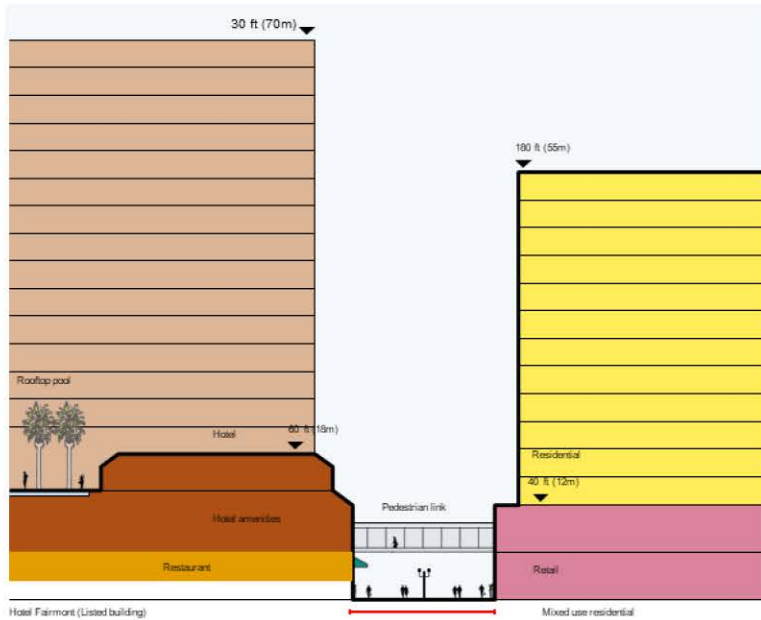 30 ft (70m)
180 ft (55m)
Rooftop pool
Hotel
60 ft (18m)
Residential
40 ft (12m)
Pedestrian link
Hotel amenities
Restaurant
Retail
Hotel Fairmont (Listed building)
Mixed use residential